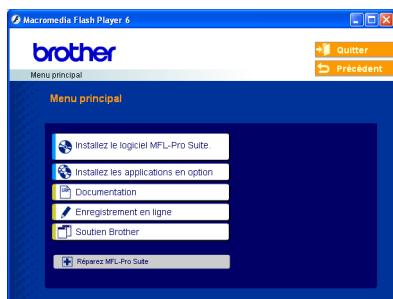 Macromedia Flash Player 6
brother
Quitter
Précédent
Menu principal
Menu principal
Installez le logiciel MFL-Pro Suite.
Installez les applications en option
Documentation
Enregistrement en ligne
Soutien Brother
Réparez MFL-Pro Suite